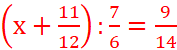 (x + 11/12) : 7/6 = 9/14